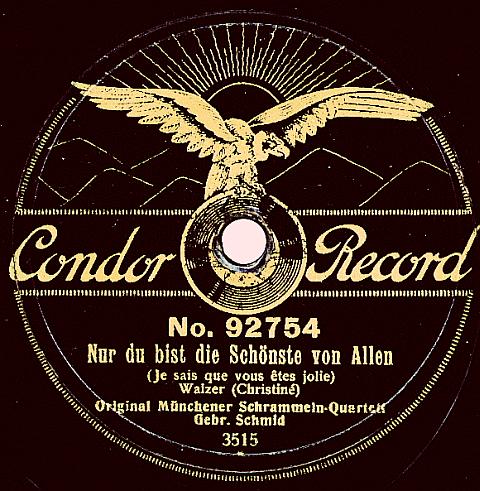 Condor Record
No. 92754
Nur du bist die Schönste von Allen
(Je sais que vous êtes jolie)
Walzer (Christiné)
Original Münchener Schrammeln-Quartett
Gebr. Schmid
3515